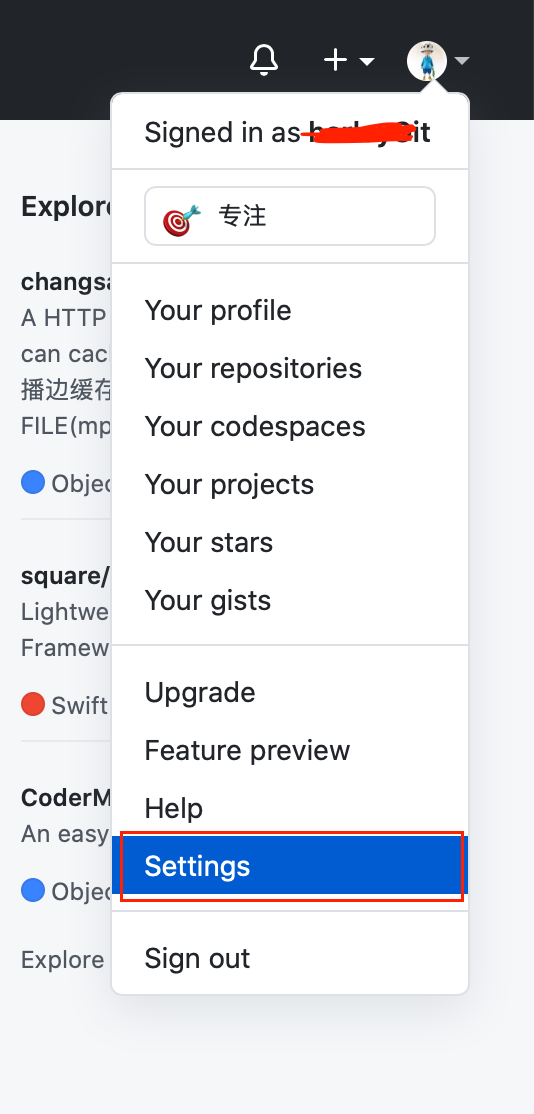 Signed in as
专注
Your profile
Your repositories
Your codespaces
Your projects
Your stars
Your gists
Upgrade
Feature preview
Help
Settings
Sign out
Explore
changsa
A HTTP
can cac
播边缓存
FILE(mp
Objec
square/
Lightwe
Framew
Swift
CoderM
An easy
Objec
Explore